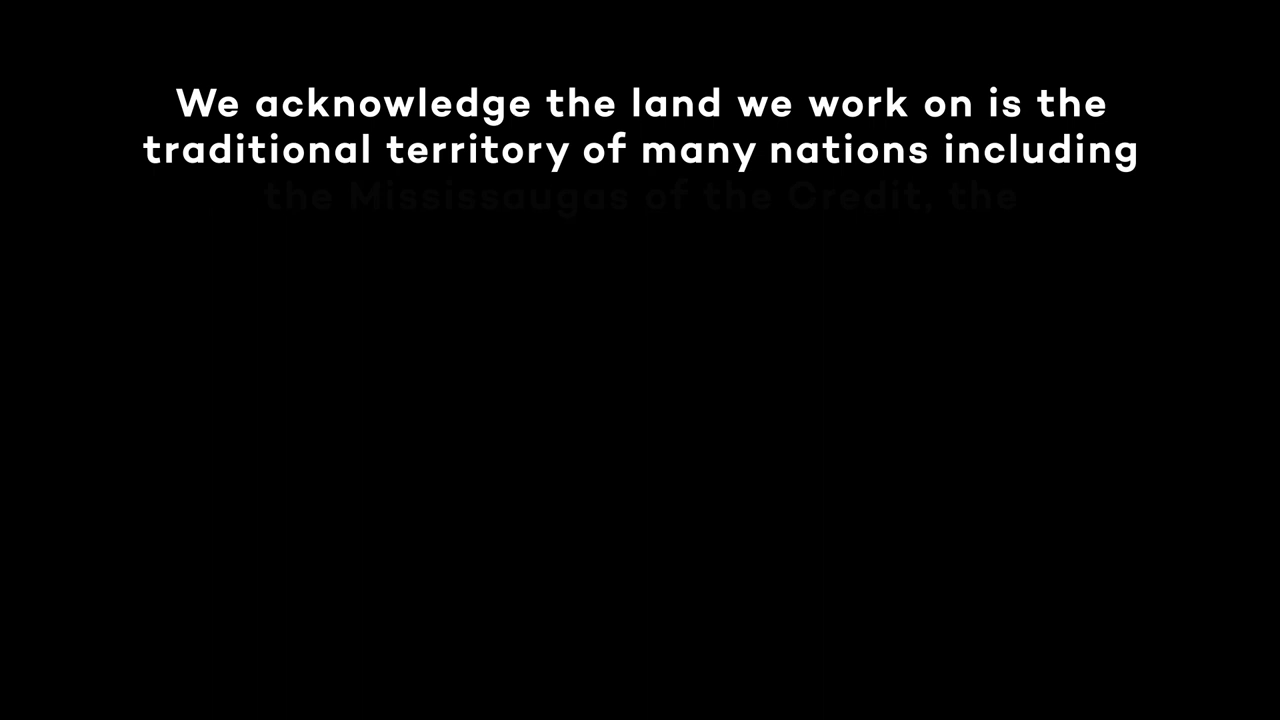 We acknowledge the land we work on is the
traditional territory of many nations including
the Mississaugas of the Credit, the